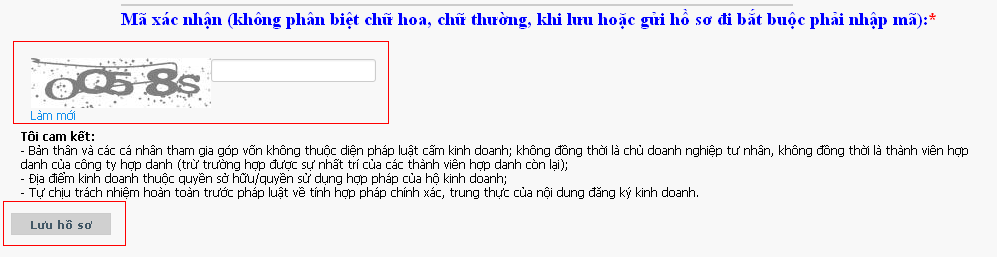 Mã xác nhận (không phân biệt chữ hoa, chữ thường, khi lưu hoặc gửi hồ sơ đi bắt buộc phải nhập mã):*
OQ58s
Làm mới
Tôi cam kết:
- Bản thân và các cá nhân tham gia góp vốn không thuộc diện pháp luật cấm kinh doanh; không đồng thời là chủ doanh nghiệp tư nhân, không đồng thời là thành viên hợp
danh của công ty hợp danh (trừ trường hợp được sự nhất trí của các thành viên hợp danh còn lại);
- Địa điểm kinh doanh thuộc quyền sở hữu/quyền sử dụng hợp pháp của hộ kinh doanh;
- Tự chịu trách nhiệm hoàn toàn trước pháp luật về tính hợp pháp chính xác, trung thực của nội dung đăng ký kinh doanh.
Lưu hồ sơ